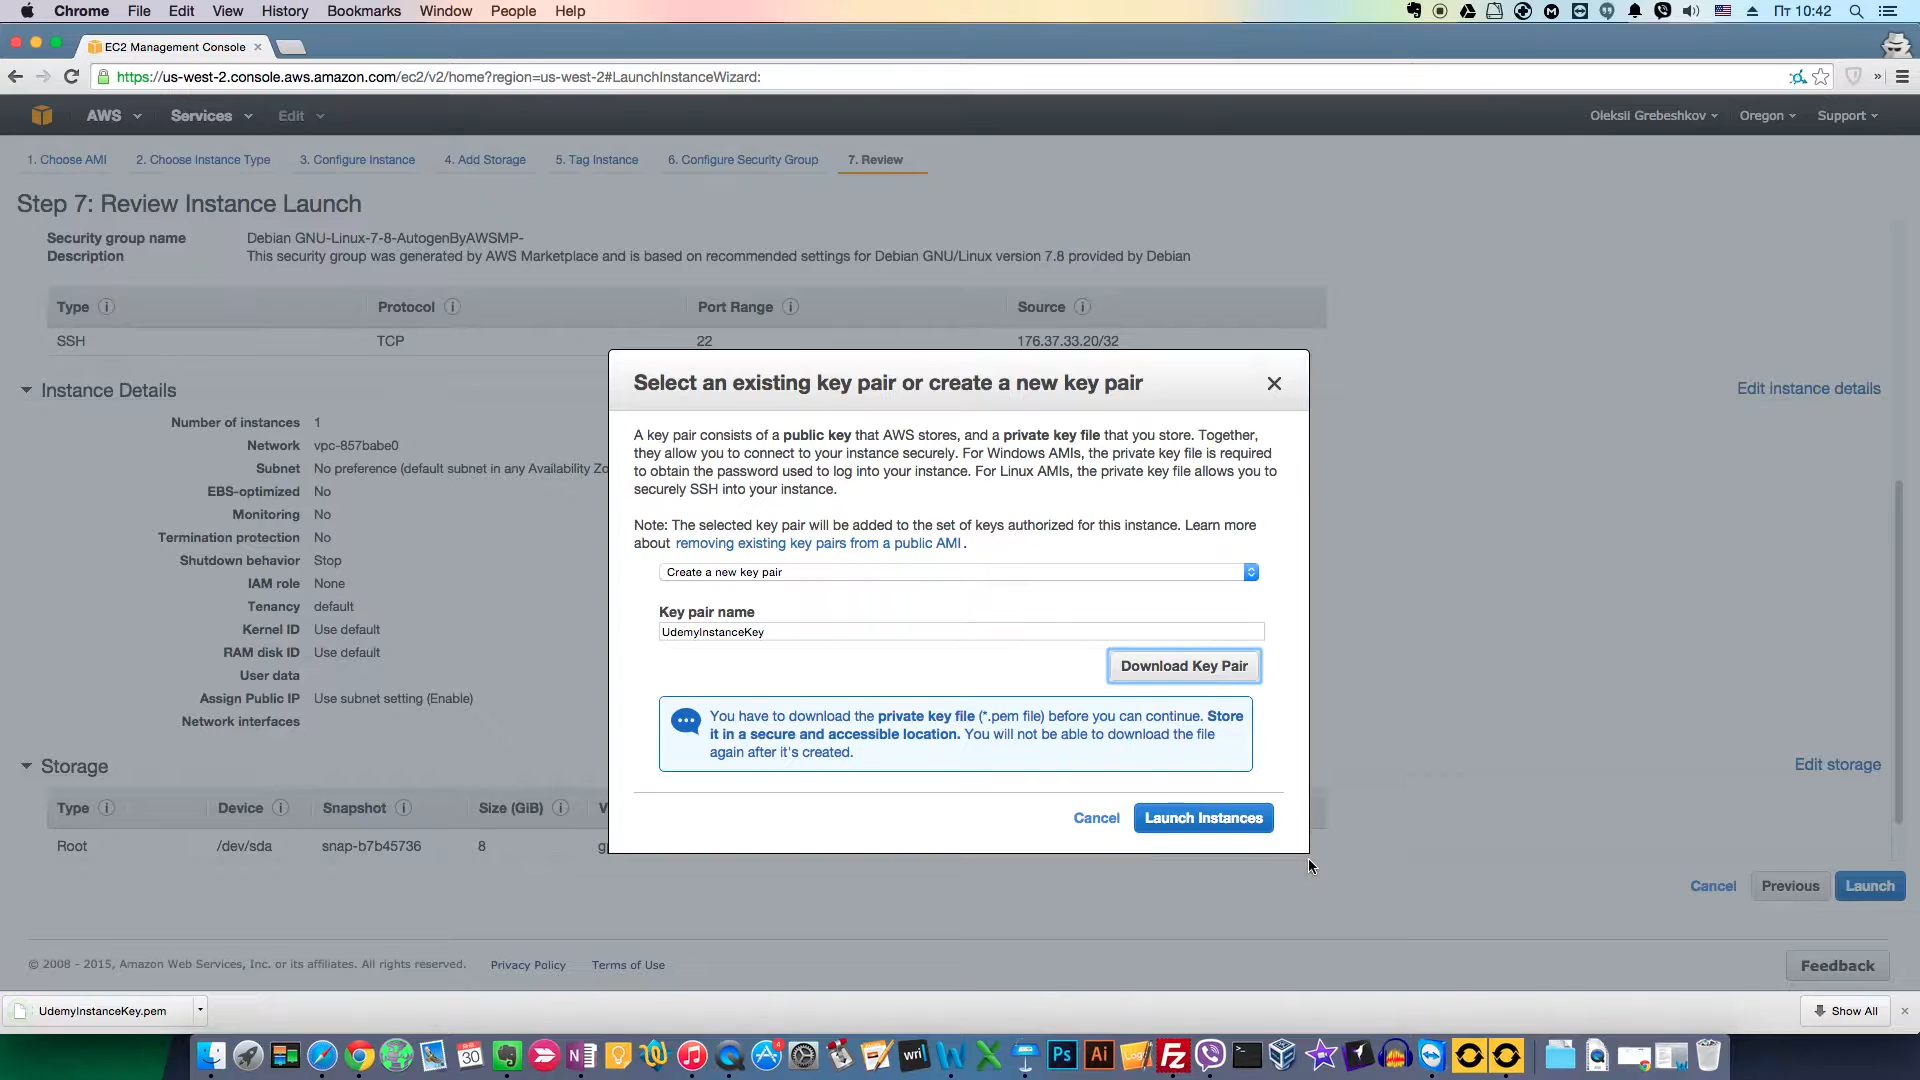 Chrome File Edit View History Bookmarks Window People Help
Пт 10:42
EC2 Management Console
https://us-west-2.console.aws.amazon.com/ec2/v2/home?region=us-west-2#LaunchInstanceWizard:
AWS Services Edit
Oleksii Grebeshkov Oregon Support
1. Choose AMI 2. Choose Instance Type 3. Configure Instance 4. Add Storage 5. Tag Instance 6. Configure Security Group 7. Review
Step 7: Review Instance Launch
Security group name Debian GNU-Linux-7-8-AutogenByAWSMP-
Description This security group was generated by AWS Marketplace and is based on recommended settings for Debian GNU/Linux version 7.8 provided by Debian
Type Protocol Port Range Source
SSH TCP 22 176.37.33.20/32
Instance Details
Edit instance details
Number of instances 1
Network vpc-857babe0
Subnet No preference (default subnet in any Availability Zo
EBS-optimized No
Monitoring No
Termination protection No
Shutdown behavior Stop
IAM role None
Tenancy default
Kernel ID Use default
RAM disk ID Use default
User data
Assign Public IP Use subnet setting (Enable)
Network interfaces
Storage
Edit storage
Type Device Snapshot Size (GiB) V
Root /dev/sda snap-b7b45736 8 g
Select an existing key pair or create a new key pair
A key pair consists of a public key that AWS stores, and a private key file that you store. Together,
they allow you to connect to your instance securely. For Windows AMIs, the private key file is required
to obtain the password used to log into your instance. For Linux AMIs, the private key file allows you to
securely SSH into your instance.
Note: The selected key pair will be added to the set of keys authorized for this instance. Learn more
about removing existing key pairs from a public AMI .
Create a new key pair
Key pair name
UdemyInstanceKey
Download Key Pair
You have to download the private key file (*.pem file) before you can continue. Store
it in a secure and accessible location. You will not be able to download the file
again after it's created.
Cancel Launch Instances
Cancel Previous Launch
© 2008 - 2015, Amazon Web Services, Inc. or its affiliates. All rights reserved. Privacy Policy Terms of Use
Feedback
UdemyInstanceKey.pem
Show All
30 wri Ps Ai Log Fz